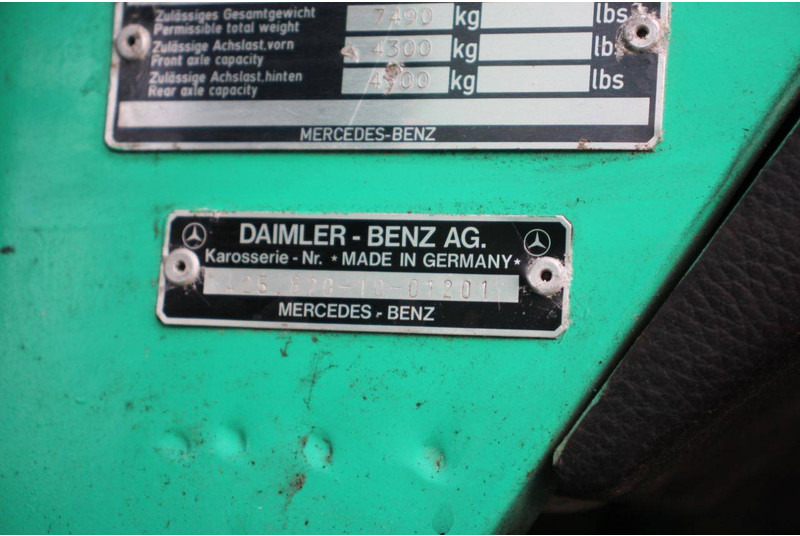 Zulässiges Gesamtgewicht 7490 kg lbs
Permissible total weight
Zulässige Achslast,vorn 4300 kg lbs
Front axle capacity
Zulässige Achslast,hinten kg lbs
Rear axle capacity
MERCEDES-BENZ
DAIMLER - BENZ AG.
Karosserie - Nr. * MADE IN GERMANY *
MERCEDES - BENZ